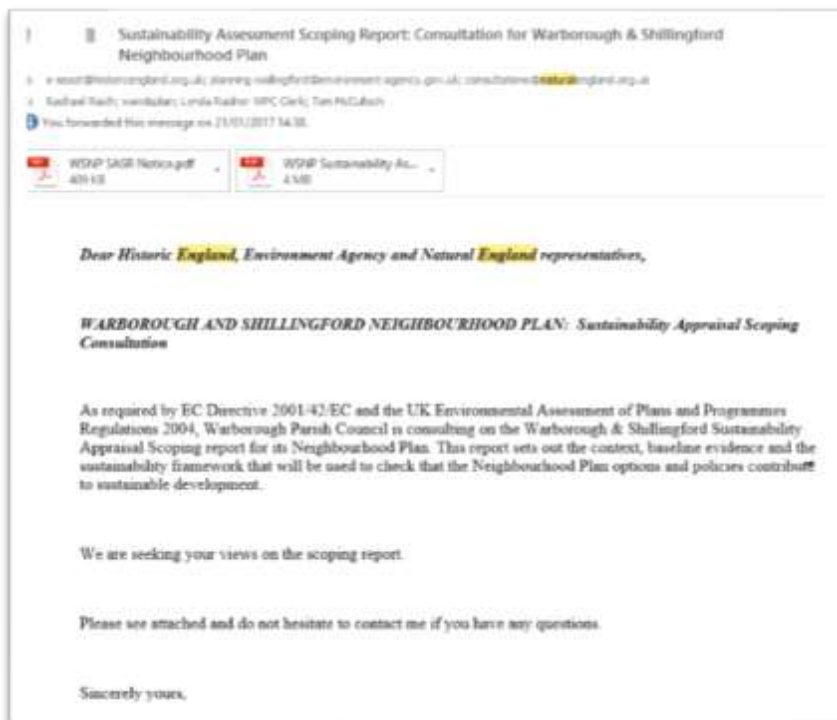 Sustainability Assessment Scoping Report: Consultation for Warborough & Shillingford
Neighbourhood Plan
You forwarded this message on 21/01/2017 14:38.
WSNP SASR Notice.pdf
409 KB
WSNP Sustainability As...
4 MB
Dear Historic England, Environment Agency and Natural England representatives,
WARBOROUGH AND SHILLINGFORD NEIGHBOURHOOD PLAN: Sustainability Appraisal Scoping
Consultation
As required by EC Directive 2001/42/EC and the UK Environmental Assessment of Plans and Programmes
Regulations 2004, Warborough Parish Council is consulting on the Warborough & Shillingford Sustainability
Appraisal Scoping report for its Neighbourhood Plan. This report sets out the context, baseline evidence and the
sustainability framework that will be used to check that the Neighbourhood Plan options and policies contribute
to sustainable development.
We are seeking your views on the scoping report.
Please see attached and do not hesitate to contact me if you have any questions.
Sincerely yours,